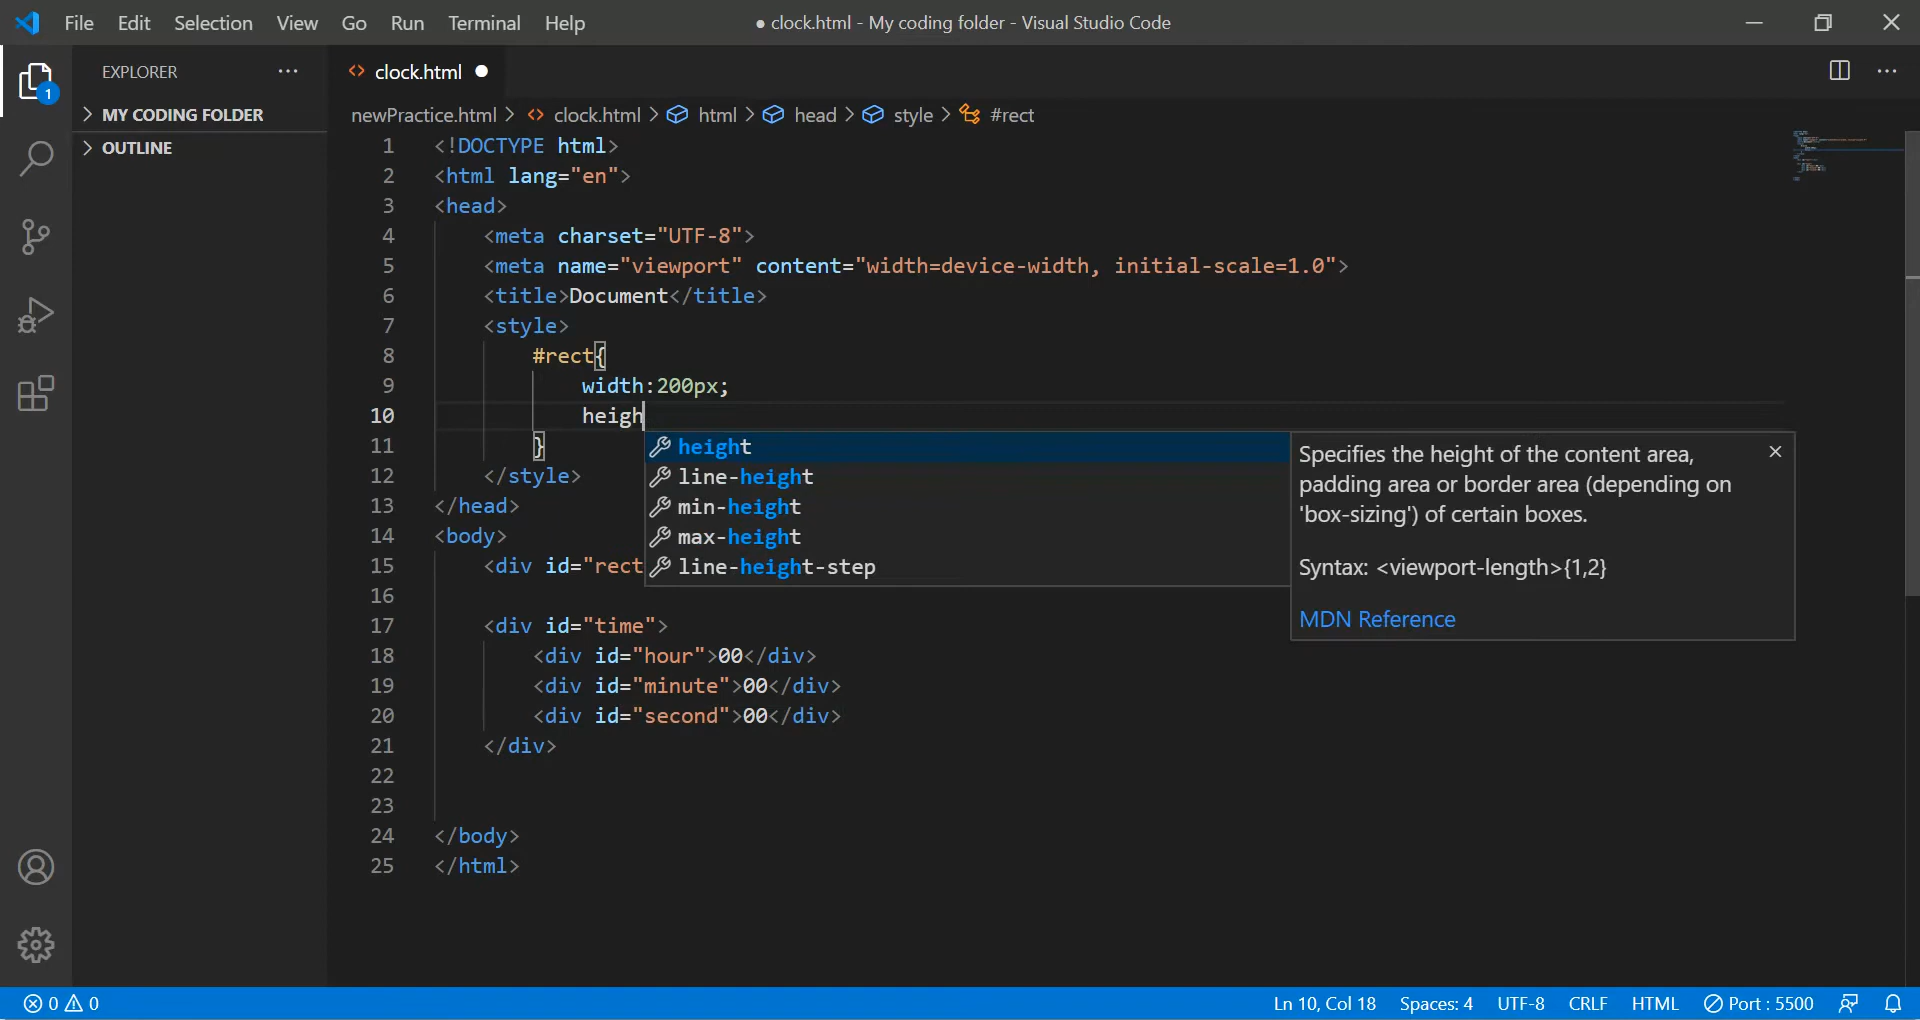 File Edit Selection View Go Run Terminal Help
● clock.html - My coding folder - Visual Studio Code
EXPLORER
clock.html
1
MY CODING FOLDER
OUTLINE
newPractice.html > clock.html > html > head > style > #rect
1 <!DOCTYPE html>
2 <html lang="en">
3 <head>
4 <meta charset="UTF-8">
5 <meta name="viewport" content="width=device-width, initial-scale=1.0">
6 <title>Document</title>
7 <style>
8 #rect{
9 width:200px;
10 heigh
11 }
12 </style>
13 </head>
14 <body>
15 <div id="rect
16
17 <div id="time">
18 <div id="hour">00</div>
19 <div id="minute">00</div>
20 <div id="second">00</div>
21 </div>
22
23
24 </body>
25 </html>
height
line-height
min-height
max-height
line-height-step
Specifies the height of the content area,
padding area or border area (depending on
'box-sizing') of certain boxes.
Syntax: <viewport-length>{1,2}
MDN Reference
0 0
Ln 10, Col 18 Spaces: 4 UTF-8 CRLF HTML Port : 5500